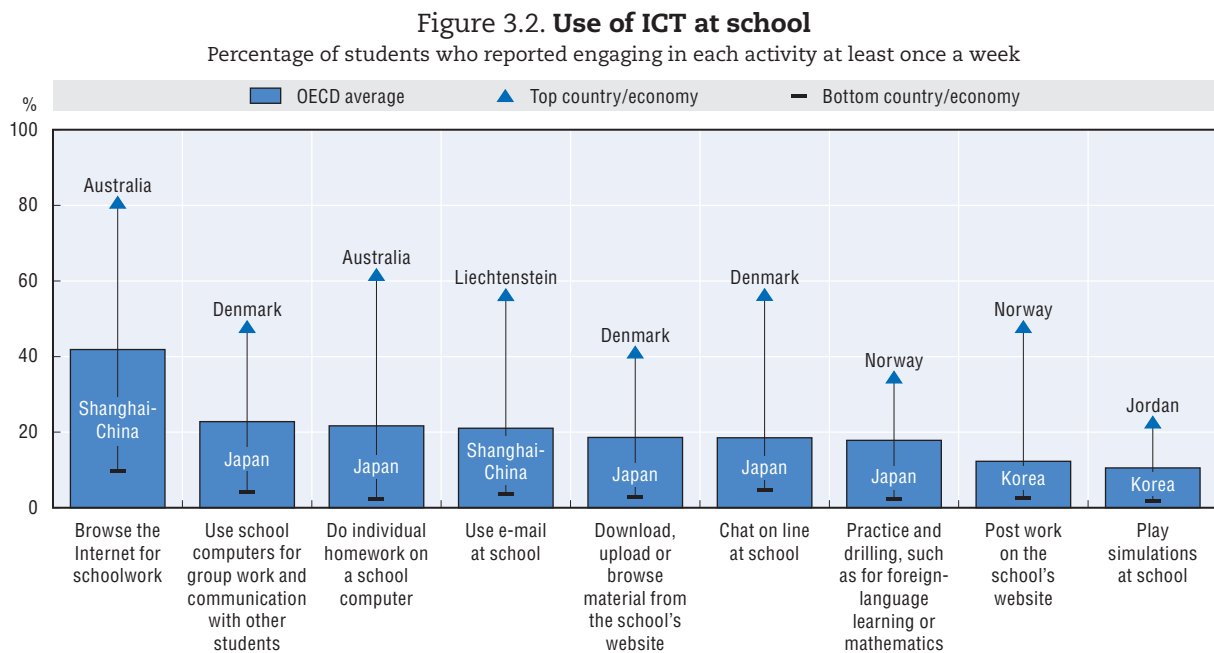 Figure 3.2. Use of ICT at school
Percentage of students who reported engaging in each activity at least once a week
OECD average
Top country/economy
Bottom country/economy
%
100
80
60
40
20
0
Australia
Shanghai-
China
Denmark
Japan
Australia
Japan
Liechtenstein
Shanghai-
China
Denmark
Japan
Denmark
Japan
Norway
Japan
Norway
Korea
Jordan
Korea
Browse the
Internet for
schoolwork
Use school
computers for
group work and
communication
with other
students
Do individual
homework on
a school
computer
Use e-mail
at school
Download,
upload or
browse
material from
the school's
website
Chat on line
at school
Practice and
drilling, such
as for foreign-
language
learning or
mathematics
Post work
on the
school's
website
Play
simulations
at school